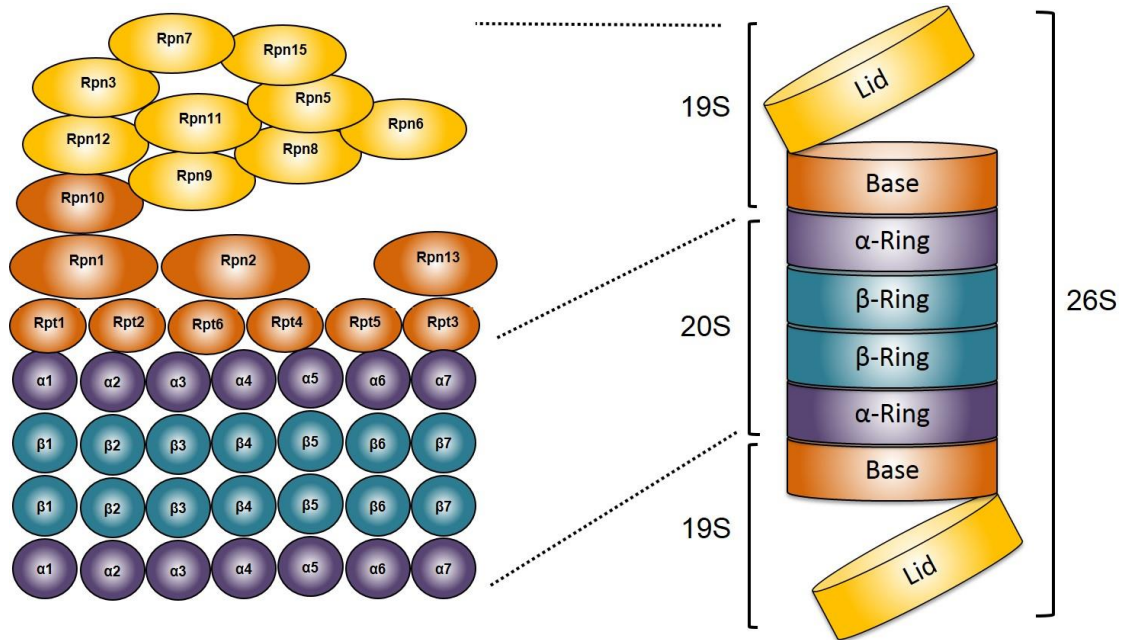 Rpn7
Rpn15
Rpn3
Rpn5
Rpn11
Rpn6
Rpn12
Rpn8
Rpn9
Rpn10
Rpn1 Rpn2 Rpn13
Rpt1 Rpt2 Rpt6 Rpt4 Rpt5 Rpt3
α1 α2 α3 α4 α5 α6 α7
β1 β2 β3 β4 β5 β6 β7
β1 β2 β3 β4 β5 β6 β7
α1 α2 α3 α4 α5 α6 α7
19S
20S
19S
Lid
Base
α-Ring
β-Ring
β-Ring
α-Ring
Base
Lid
26S